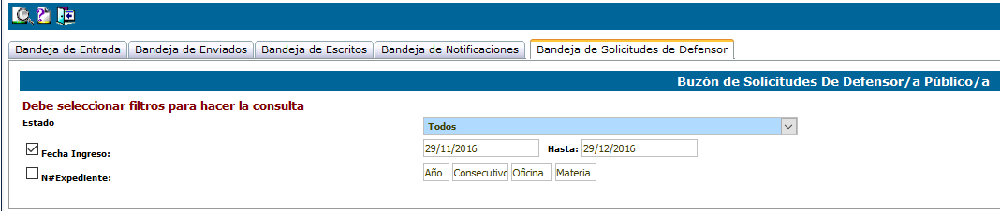 Bandeja de Entrada Bandeja de Enviados Bandeja de Escritos Bandeja de Notificaciones Bandeja de Solicitudes de Defensor
Buzón de Solicitudes De Defensor/a Público/a
Debe seleccionar filtros para hacer la consulta
Estado Todos
Fecha Ingreso: 29/11/2016 Hasta: 29/12/2016
N#Expediente: Año Consecutivo Oficina Materia